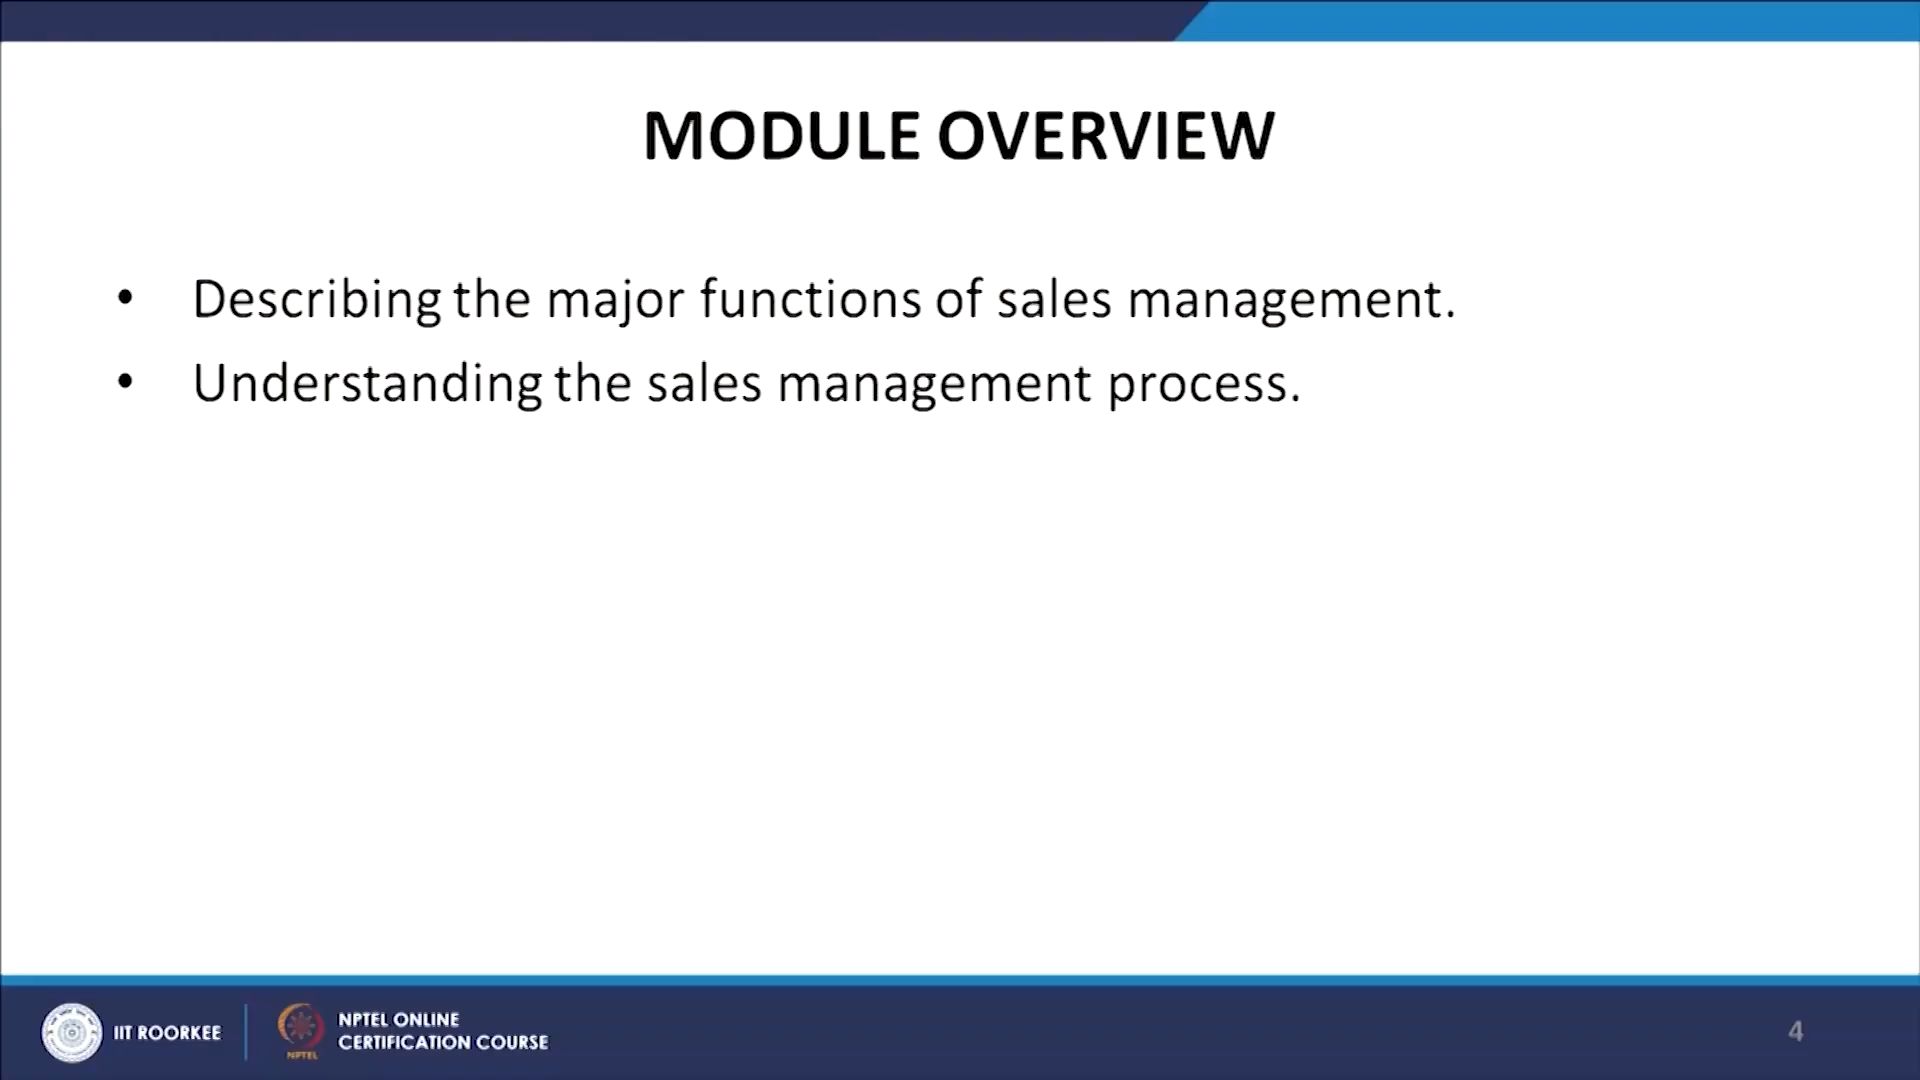 MODULE OVERVIEW
• Describing the major functions of sales management.
• Understanding the sales management process.
IIT ROORKEE
NPTEL
NPTEL ONLINE
CERTIFICATION COURSE
4